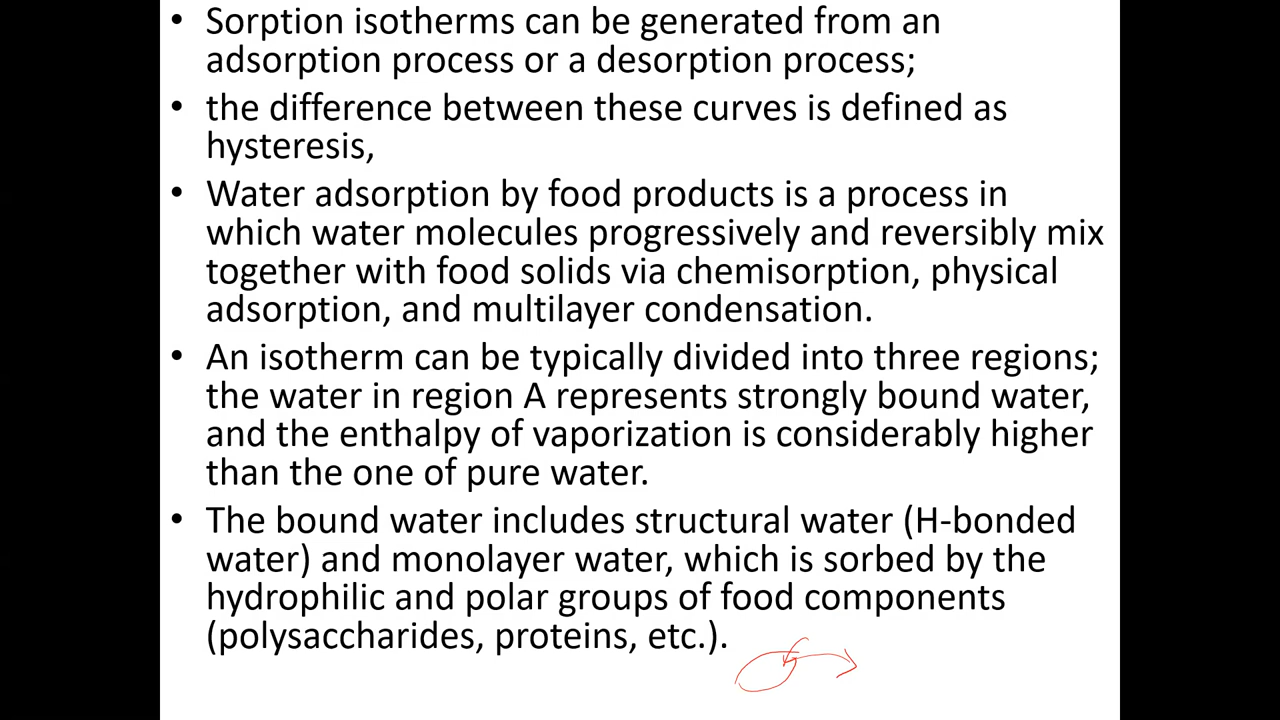 • Sorption isotherms can be generated from an
adsorption process or a desorption process;
• the difference between these curves is defined as
hysteresis,
• Water adsorption by food products is a process in
which water molecules progressively and reversibly mix
together with food solids via chemisorption, physical
adsorption, and multilayer condensation.
• An isotherm can be typically divided into three regions;
the water in region A represents strongly bound water,
and the enthalpy of vaporization is considerably higher
than the one of pure water.
• The bound water includes structural water (H-bonded
water) and monolayer water, which is sorbed by the
hydrophilic and polar groups of food components
(polysaccharides, proteins, etc.).